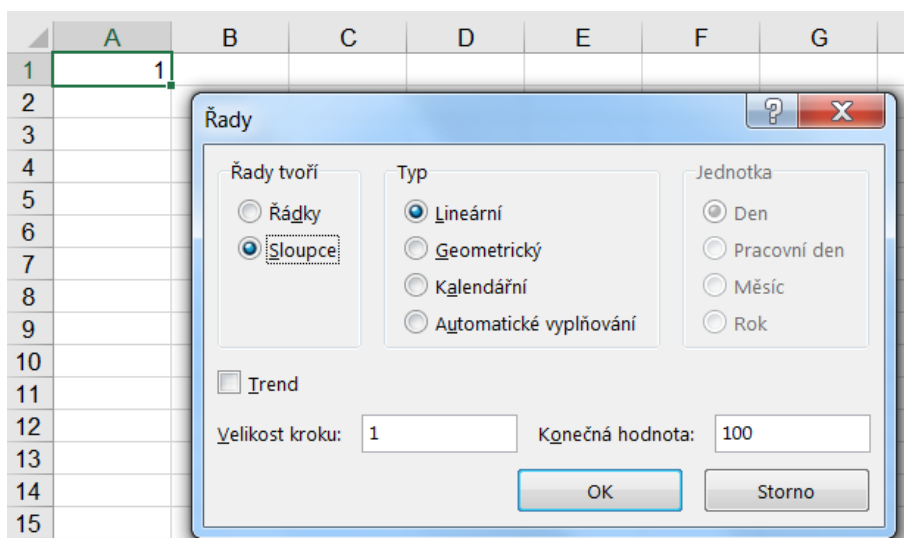 A B C D E F G
1 1
2
3
4
5
6
7
8
9
10
11
12
13
14
15
Řady
Řady tvoří
Řádky
Sloupce
Typ
Lineární
Geometrický
Kalendářní
Automatické vyplňování
Jednotka
Den
Pracovní den
Měsíc
Rok
Trend
Velikost kroku: 1 Konečná hodnota: 100
OK Storno